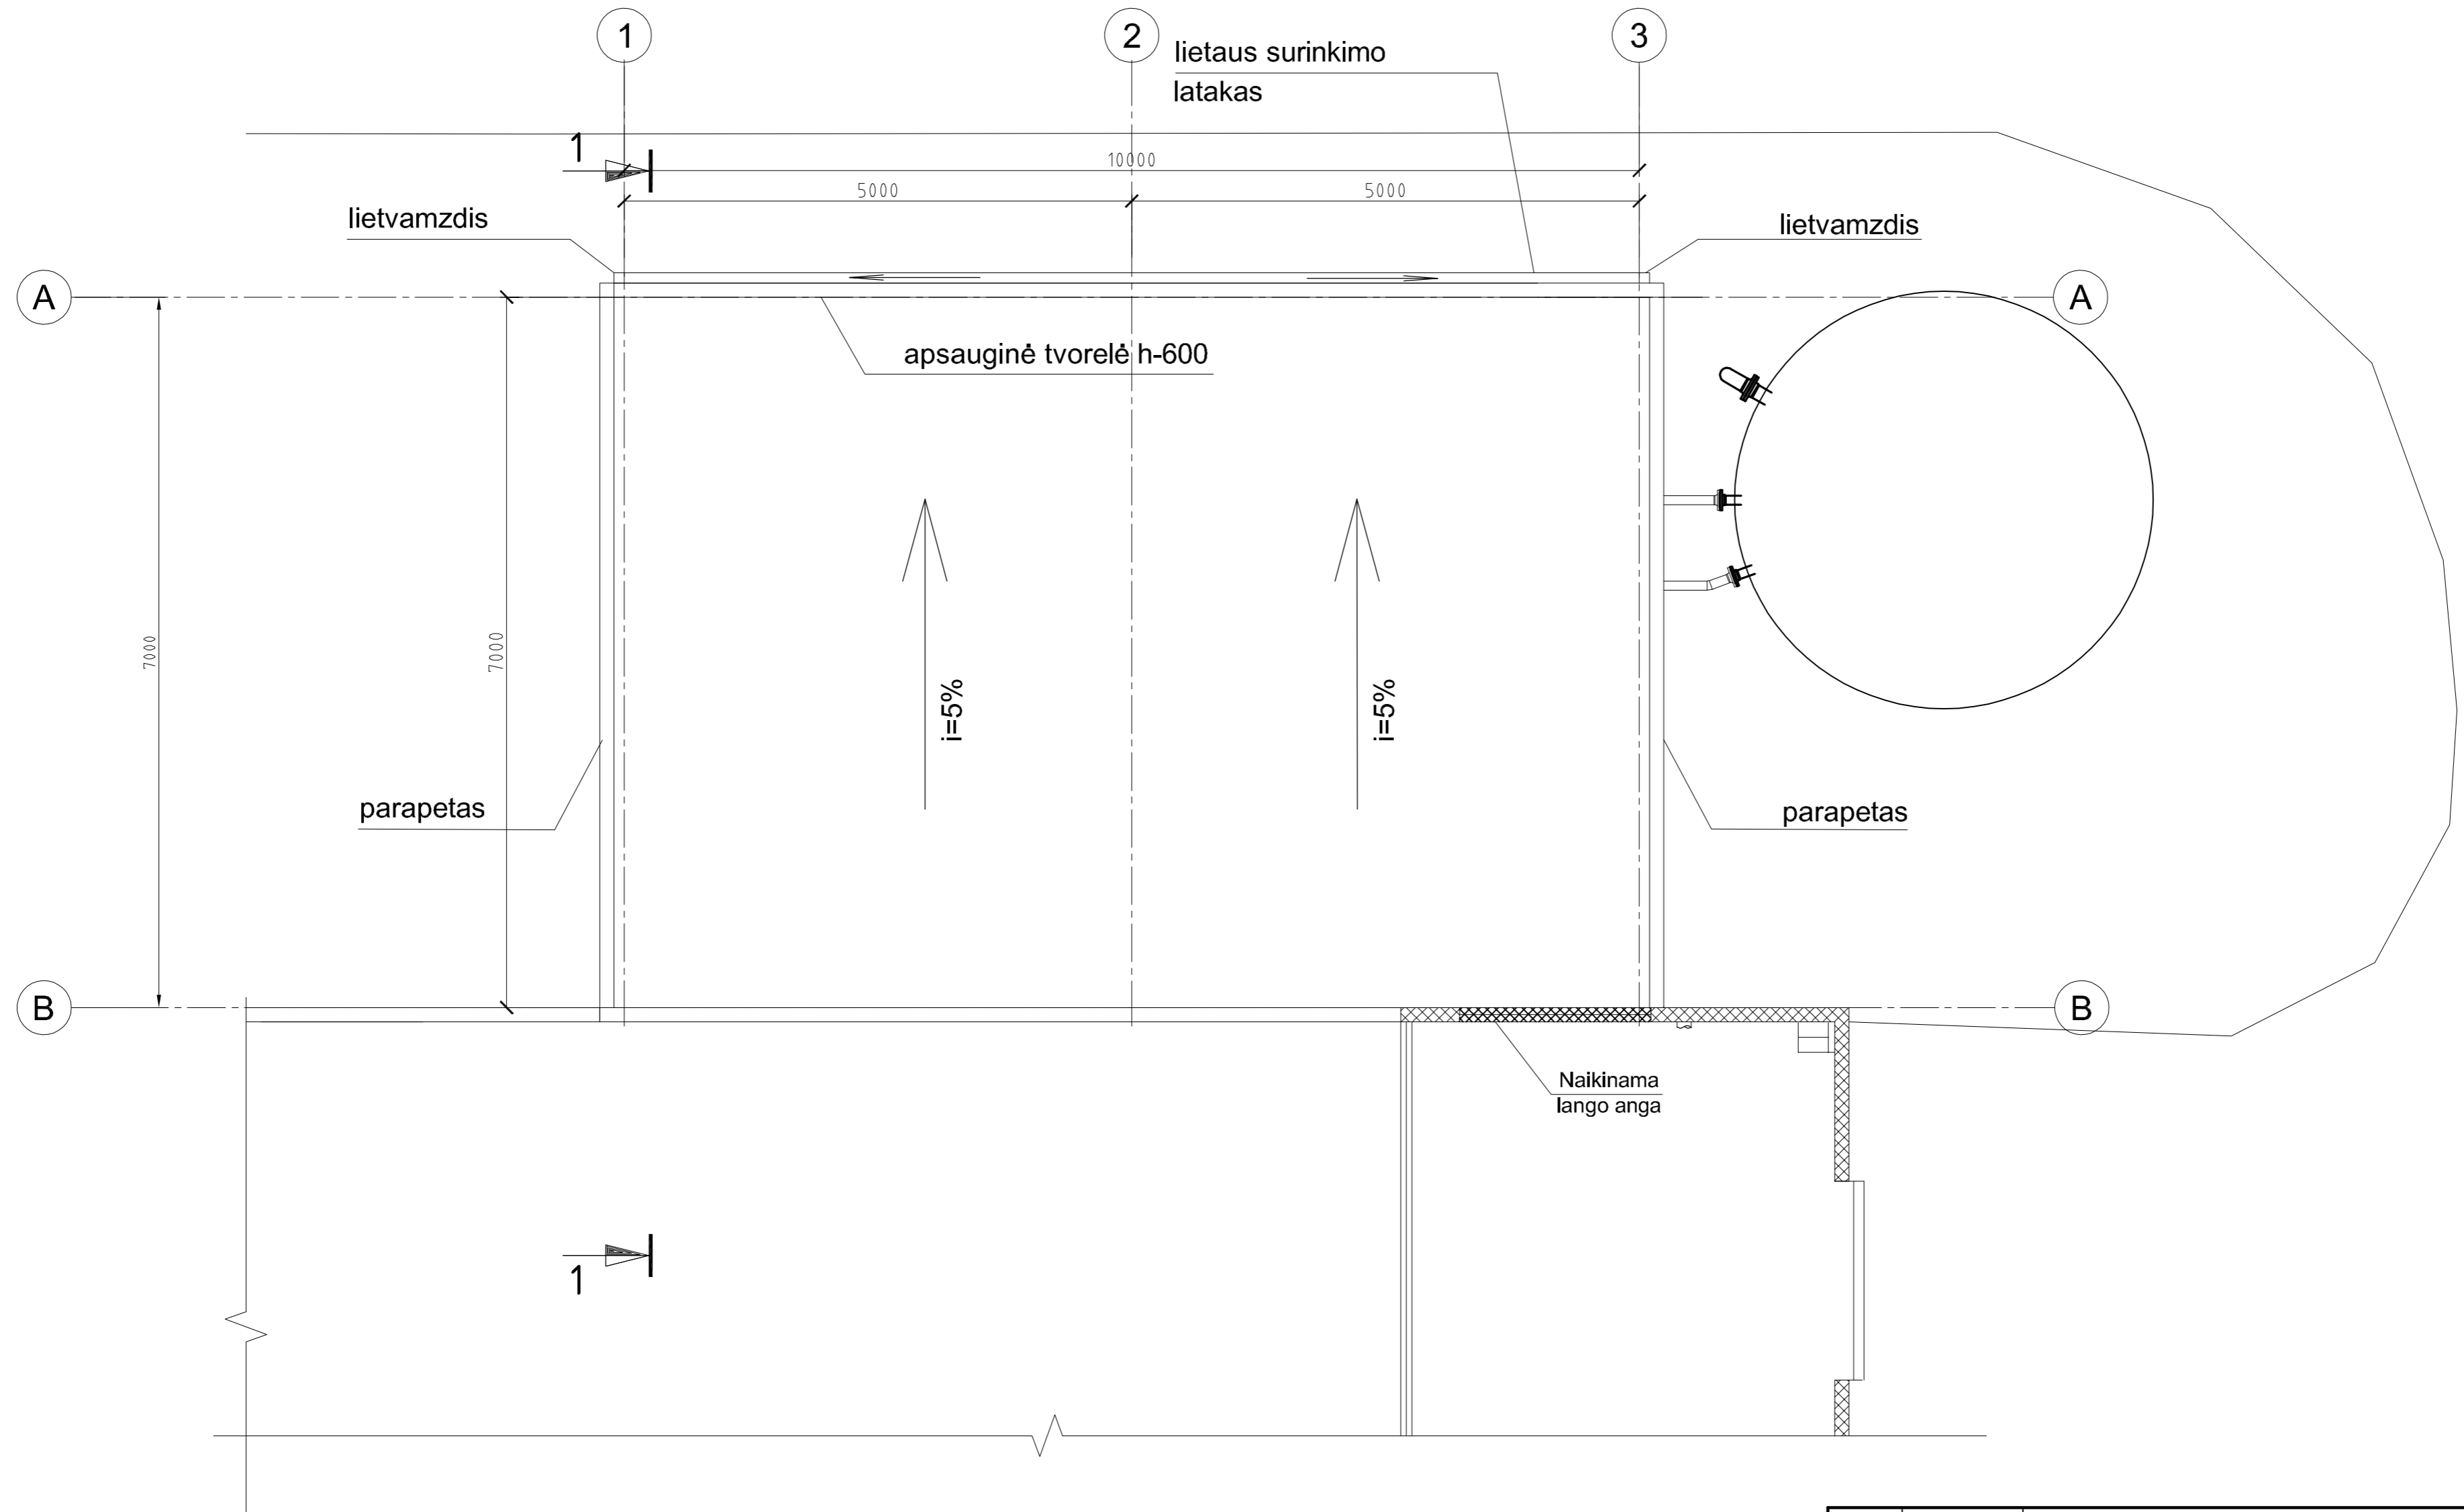 1
2
3
lietaus surinkimo
latakas
1
10000
5000
5000
lietvamzdis
lietvamzdis
A
A
apsauginė tvorelė h-600
7000
7000
i=5%
i=5%
parapetas
parapetas
B
B
Naikinama
lango anga
1